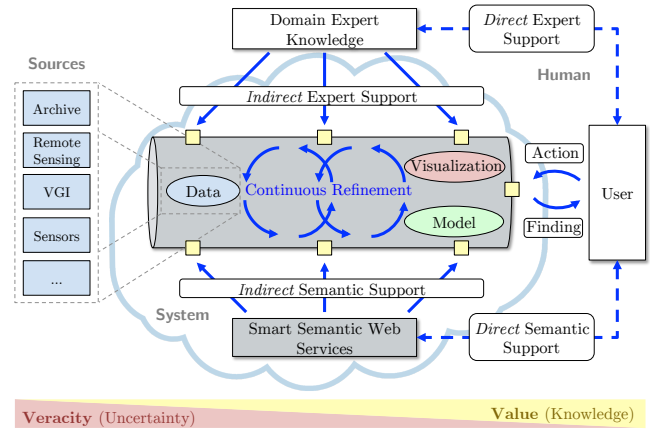 Domain Expert
Knowledge
Direct Expert
Support
Sources
Human
Archive
Remote
Sensing
VGI
Sensors
...
Indirect Expert Support
Data
Continuous Refinement
Visualization
Model
Action
Finding
User
Indirect Semantic Support
System
Smart Semantic Web
Services
Direct Semantic
Support
Veracity (Uncertainty)
Value (Knowledge)